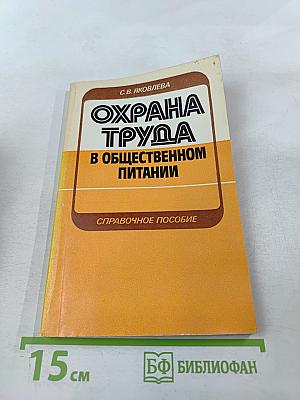 С. В. ЯКОВЛЕВА
ОХРАНА
ТРУДА
В ОБЩЕСТВЕННОМ
ПИТАНИИ
СПРАВОЧНОЕ ПОСОБИЕ
15 см
БФ БИБЛИОФАН